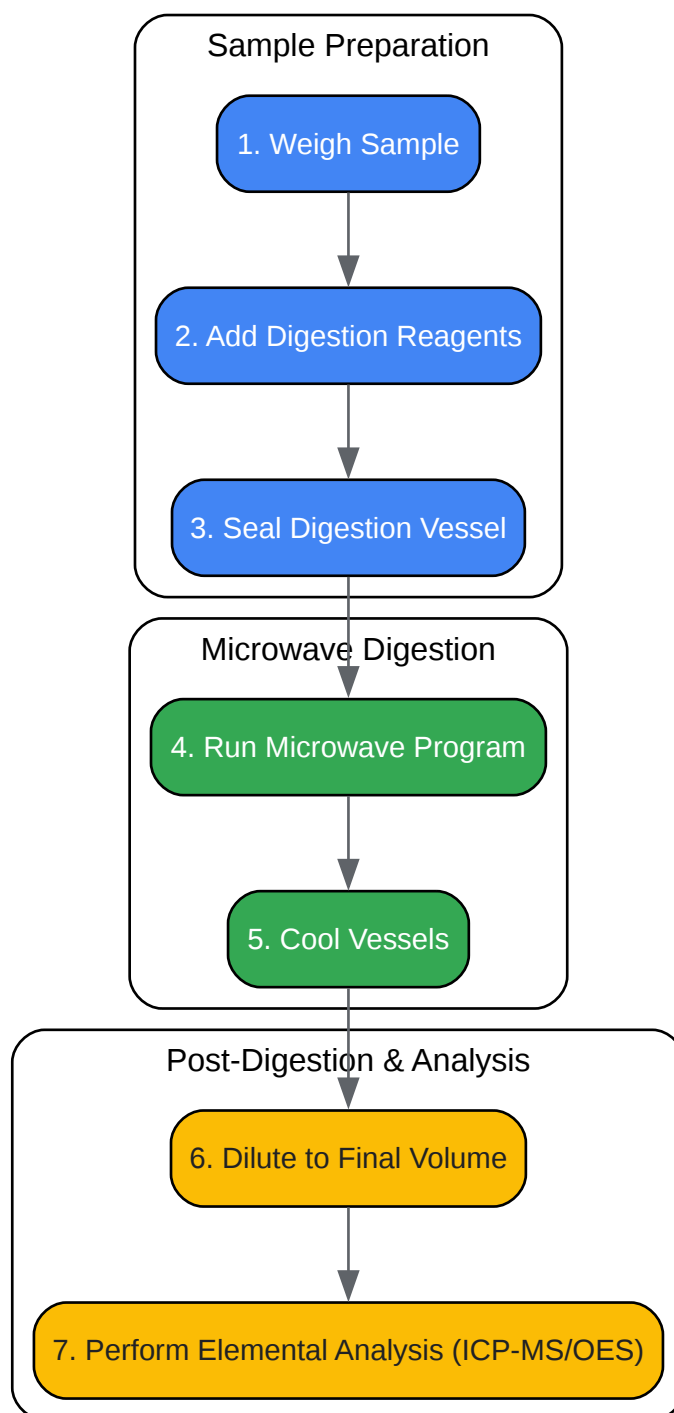 Sample Preparation
1. Weigh Sample
2. Add Digestion Reagents
3. Seal Digestion Vessel
Microwave Digestion
4. Run Microwave Program
5. Cool Vessels
Post-Digestion & Analysis
6. Dilute to Final Volume
7. Perform Elemental Analysis (ICP-MS/OES)